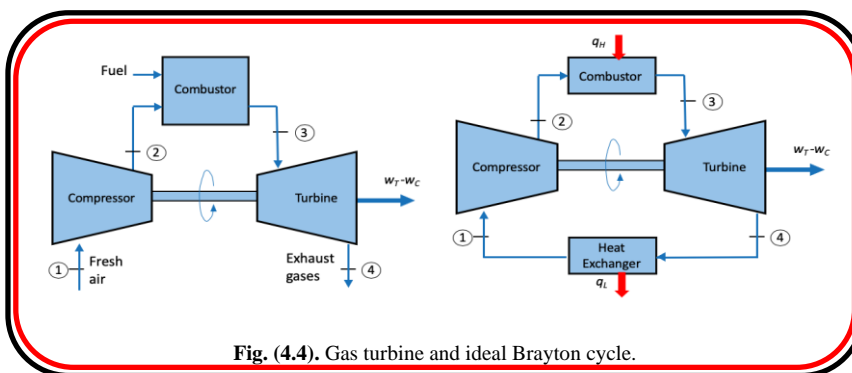 Fuel
Combustor
②
③
Compressor
Turbine
w_T-w_C
①
Fresh
air
Exhaust
gases
④
q_H
Combustor
②
③
Compressor
Turbine
w_T-w_C
①
Heat
Exchanger
④
q_L
Fig. (4.4). Gas turbine and ideal Brayton cycle.